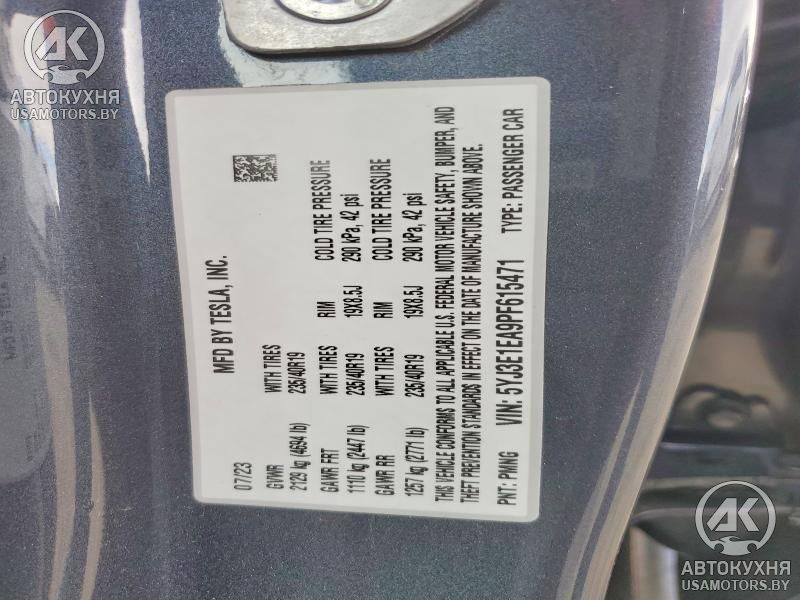 MFD BY TESLA, INC.
07/23
GVWR WITH TIRES RIM COLD TIRE PRESSURE
2129 kg (4694 lb) 235/40R19
GAWR FRT
1110 kg (2447 lb) 235/40R19 19X8.5J 290 kPa, 42 psi
GAWR RR WITH TIRES RIM COLD TIRE PRESSURE
1257 kg (2771 lb) 235/40R19 19X8.5J 290 kPa, 42 psi
THIS VEHICLE CONFORMS TO ALL APPLICABLE U.S. FEDERAL MOTOR VEHICLE SAFETY, BUMPER, AND
THEFT PREVENTION STANDARDS IN EFFECT ON THE DATE OF MANUFACTURE SHOWN ABOVE.
PNT: PMNG VIN: 5YJ3E1EA9PF615471 TYPE: PASSENGER CAR
АК
АВТОКУХНЯ
USAMOTORS.BY
АК
АВТОКУХНЯ
USAMOTORS.BY